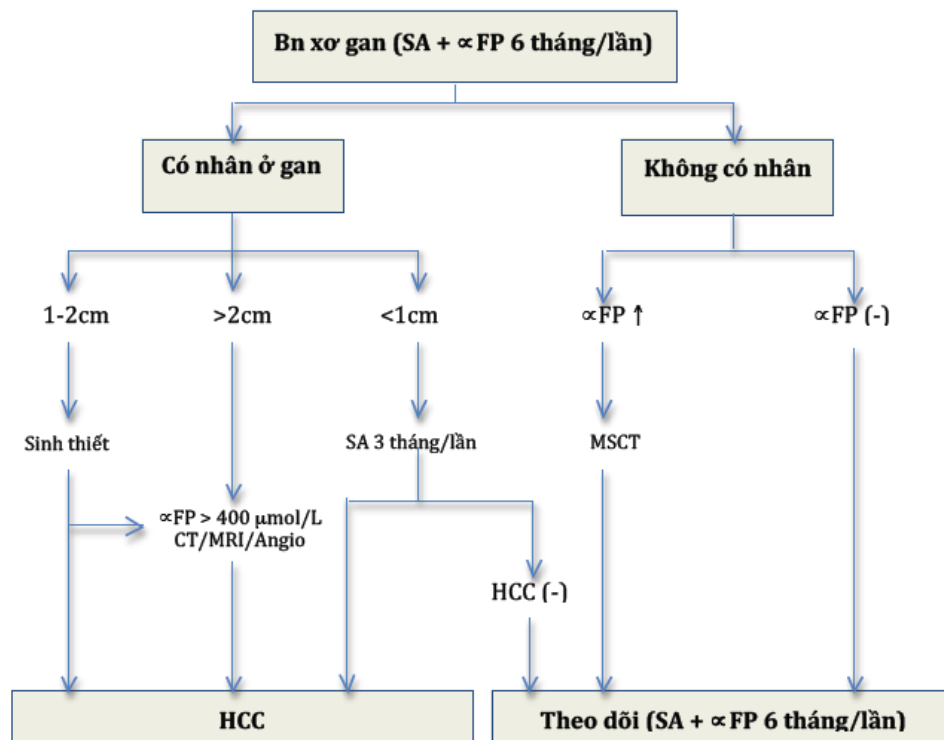 Bn xơ gan (SA + ∝FP 6 tháng/lần)
Có nhân ở gan
Không có nhân
1-2cm
>2cm
<1cm
∝FP ↑
∝FP (-)
Sinh thiết
SA 3 tháng/lần
MSCT
∝FP > 400 μmol/L
CT/MRI/Angio
HCC (-)
HCC
Theo dõi (SA + ∝FP 6 tháng/lần)